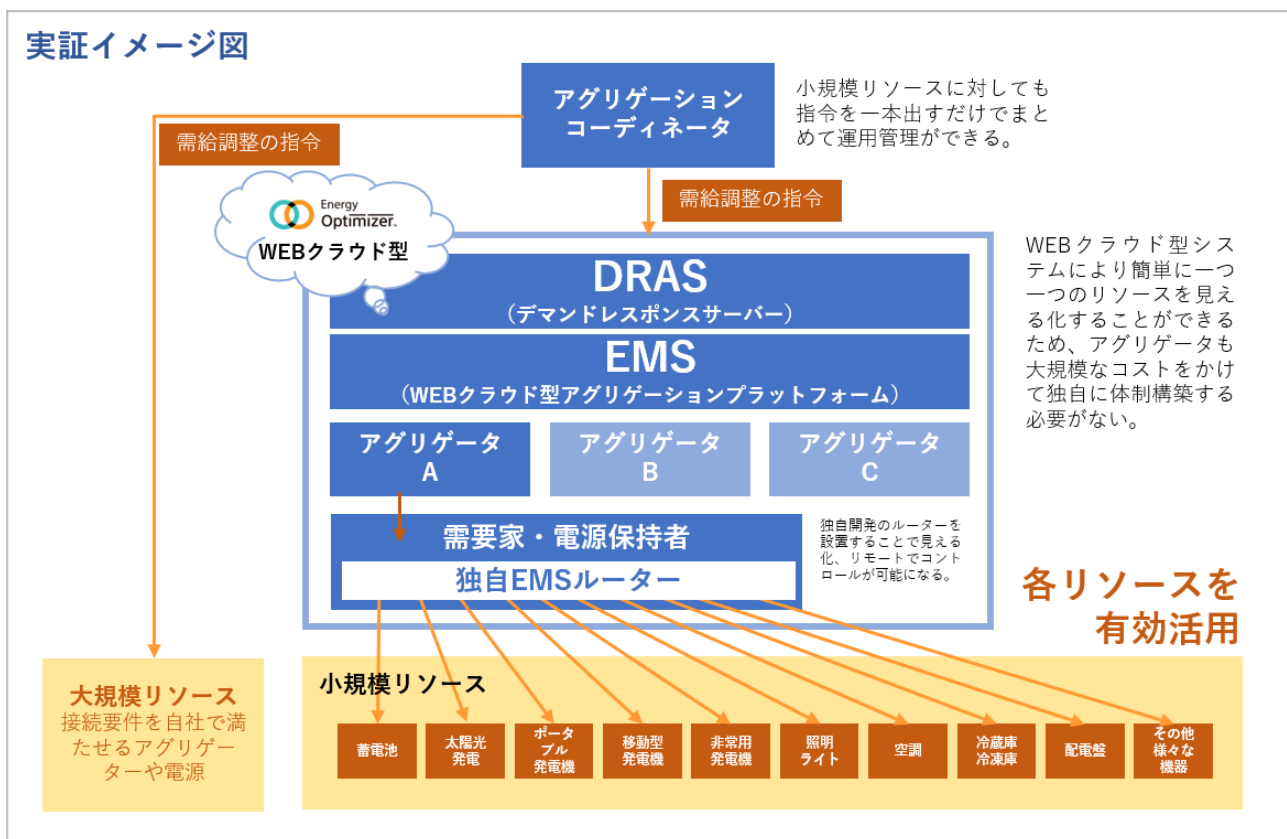 実証イメージ図
アグリゲーション
コーディネータ
小規模リソースに対しても
指令を一本出すだけでまと
めて運用管理ができる。
需給調整の指令
需給調整の指令
Energy
Optimizer™
WEBクラウド型
DRAS
（デマンドレスポンスサーバー）
EMS
（WEBクラウド型アグリゲーションプラットフォーム）
WEBクラウド型シス
テムにより簡単に一つ
一つのリソースを見え
る化することができる
ため、アグリゲータも
大規模なコストをかけ
て独自に体制構築する
必要がない。
アグリゲータ
A
アグリゲータ
B
アグリゲータ
C
需要家・電源保持者
独自EMSルーター
独自開発のルーターを
設置することで見える
化、リモートでコント
ロールが可能になる。
各リソースを
有効活用
大規模リソース
接続要件を自社で満
たせるアグリゲー
ターや電源
小規模リソース
蓄電池
太陽光
発電
ポータ
ブル
発電機
移動型
発電機
非常用
発電機
照明
ライト
空調
冷蔵庫
冷凍庫
配電盤
その他
様々な
機器